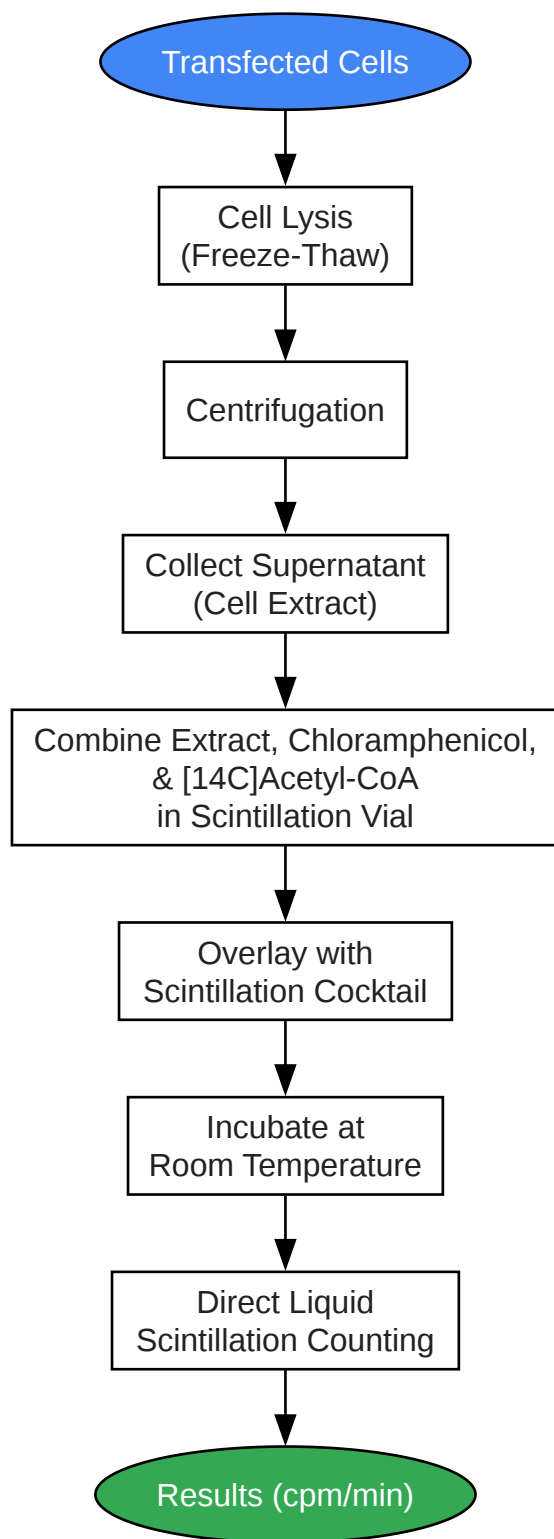 Transfected Cells
Cell Lysis
(Freeze-Thaw)
Centrifugation
Collect Supernatant
(Cell Extract)
Combine Extract, Chloramphenicol,
& [14C]Acetyl-CoA
in Scintillation Vial
Overlay with
Scintillation Cocktail
Incubate at
Room Temperature
Direct Liquid
Scintillation Counting
Results (cpm/min)